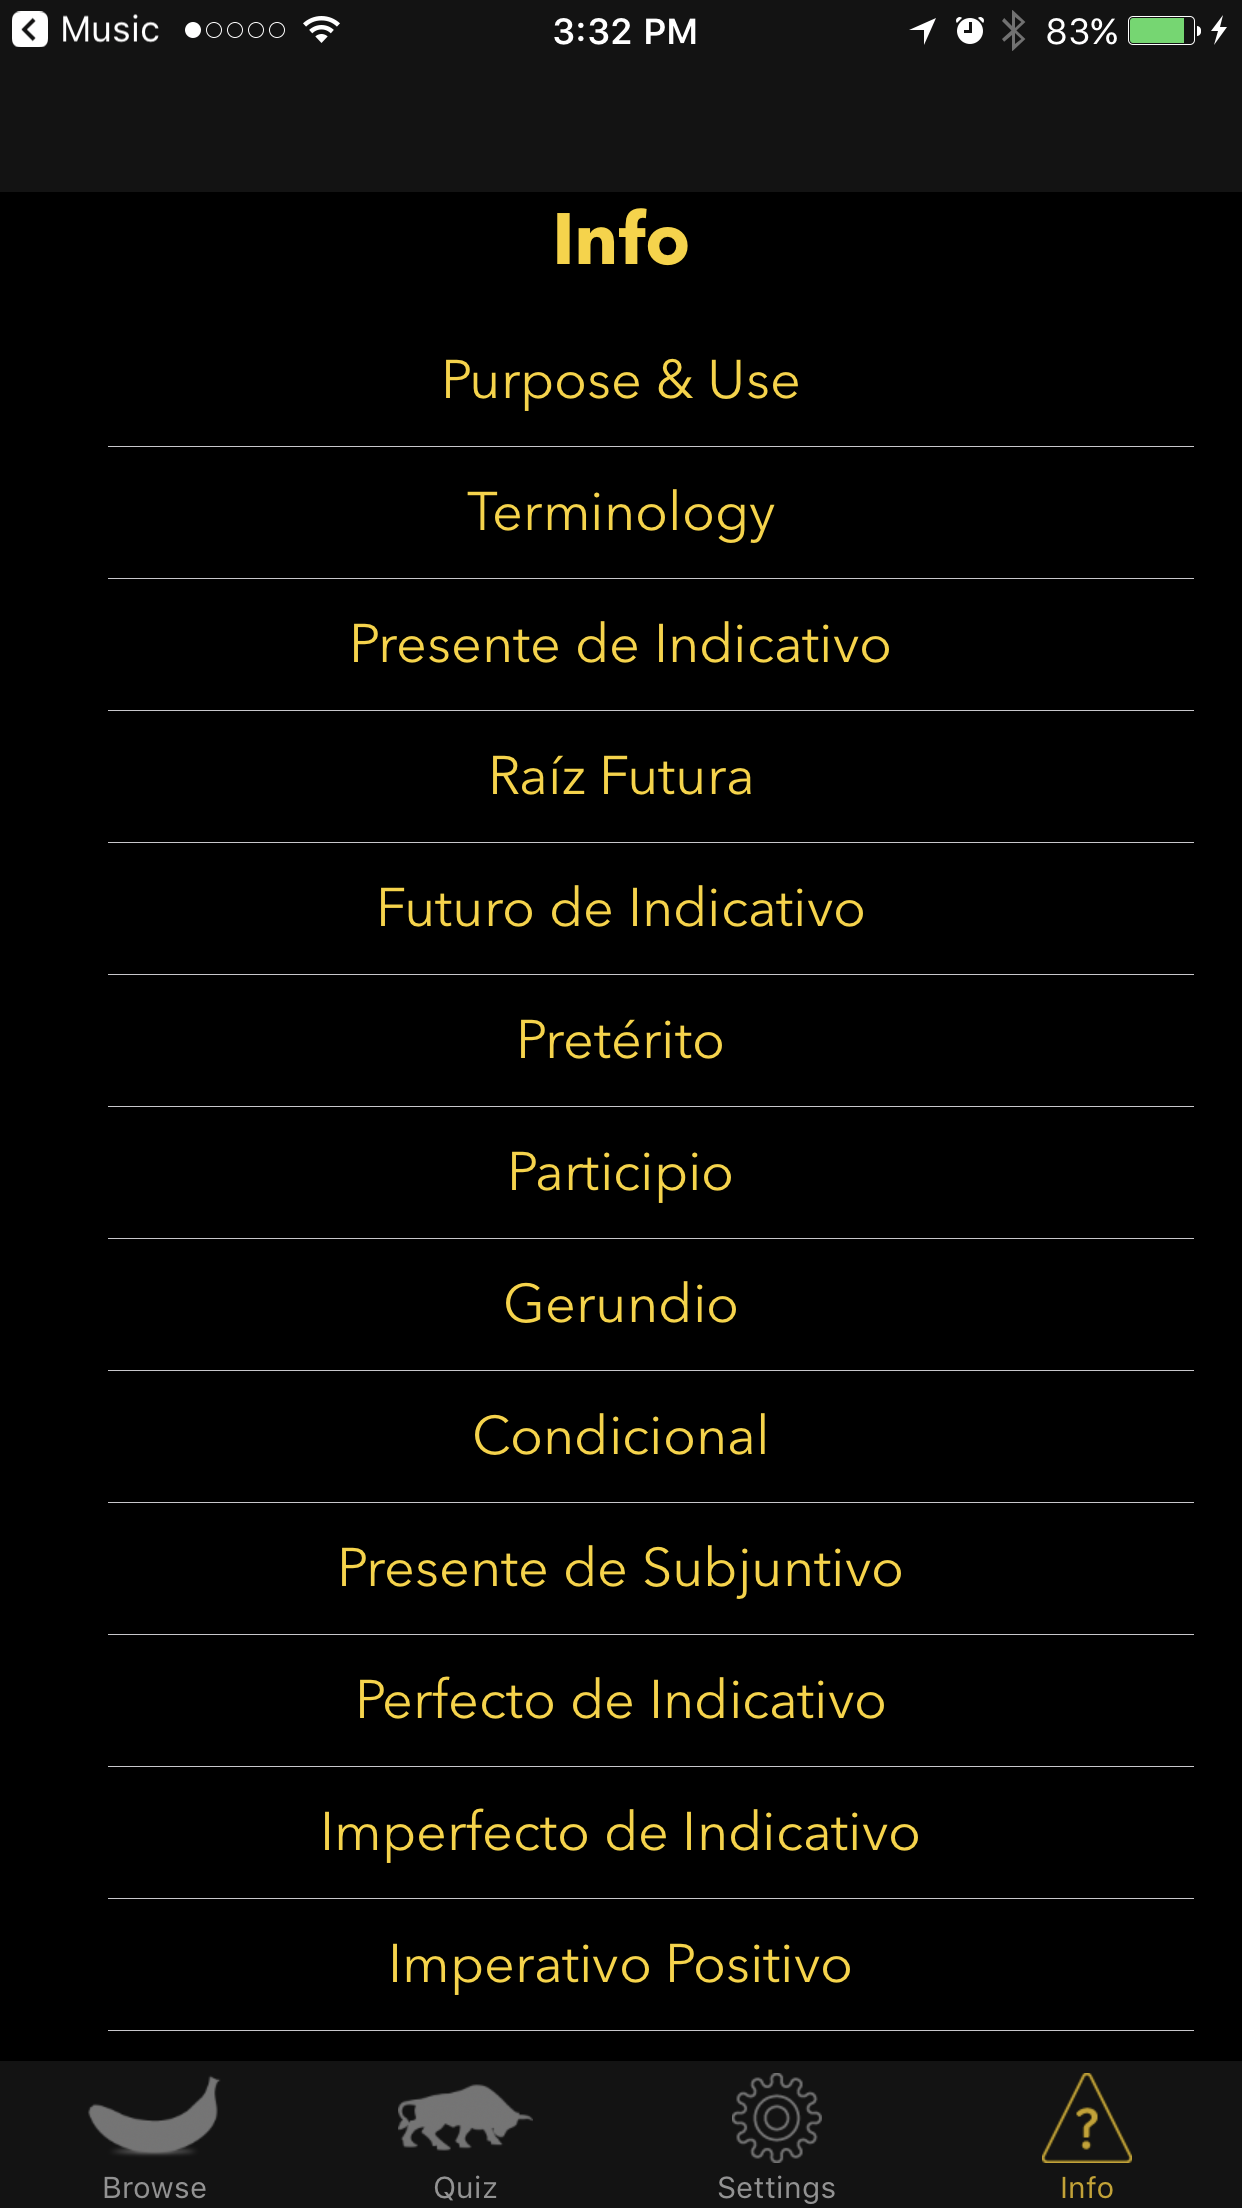 Music 3:32 PM 83%
Info
Purpose & Use
Terminology
Presente de Indicativo
Raíz Futura
Futuro de Indicativo
Pretérito
Participio
Gerundio
Condicional
Presente de Subjuntivo
Perfecto de Indicativo
Imperfecto de Indicativo
Imperativo Positivo
?
Browse Quiz Settings Info